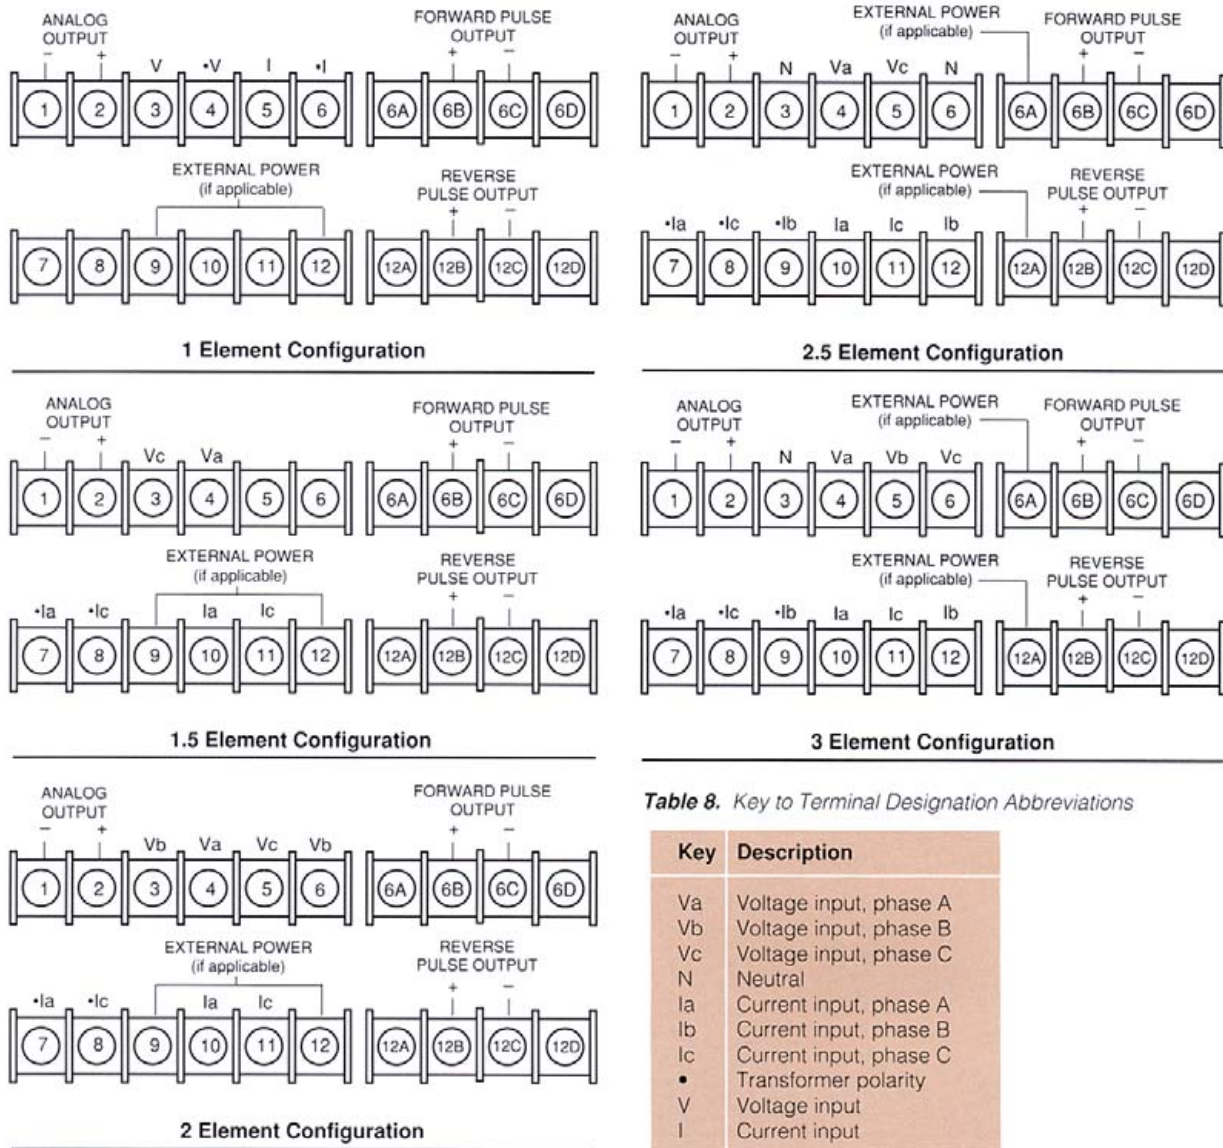 ANALOG
OUTPUT
− +
V •V I •I
FORWARD PULSE
OUTPUT
+ −
1 2 3 4 5 6 6A 6B 6C 6D
EXTERNAL POWER
(if applicable)
REVERSE
PULSE OUTPUT
+ −
7 8 9 10 11 12 12A 12B 12C 12D
1 Element Configuration
ANALOG
OUTPUT
− +
Vc Va
FORWARD PULSE
OUTPUT
+ −
1 2 3 4 5 6 6A 6B 6C 6D
EXTERNAL POWER
(if applicable)
REVERSE
PULSE OUTPUT
+ −
•Ia •Ic Ia Ic
7 8 9 10 11 12 12A 12B 12C 12D
1.5 Element Configuration
ANALOG
OUTPUT
− +
Vb Va Vc Vb
FORWARD PULSE
OUTPUT
+ −
1 2 3 4 5 6 6A 6B 6C 6D
EXTERNAL POWER
(if applicable)
REVERSE
PULSE OUTPUT
+ −
•Ia •Ic Ia Ic
7 8 9 10 11 12 12A 12B 12C 12D
2 Element Configuration
ANALOG
OUTPUT
− +
N Va Vc N
EXTERNAL POWER
(if applicable)
FORWARD PULSE
OUTPUT
+ −
1 2 3 4 5 6 6A 6B 6C 6D
EXTERNAL POWER
(if applicable)
REVERSE
PULSE OUTPUT
+ −
•Ia •Ic •Ib Ia Ic Ib
7 8 9 10 11 12 12A 12B 12C 12D
2.5 Element Configuration
ANALOG
OUTPUT
− +
N Va Vb Vc
EXTERNAL POWER
(if applicable)
FORWARD PULSE
OUTPUT
+ −
1 2 3 4 5 6 6A 6B 6C 6D
EXTERNAL POWER
(if applicable)
REVERSE
PULSE OUTPUT
+ −
•Ia •Ic •Ib Ia Ic Ib
7 8 9 10 11 12 12A 12B 12C 12D
3 Element Configuration
Table 8. Key to Terminal Designation Abbreviations
Key Description
Va Voltage input, phase A
Vb Voltage input, phase B
Vc Voltage input, phase C
N Neutral
Ia Current input, phase A
Ib Current input, phase B
Ic Current input, phase C
• Transformer polarity
V Voltage input
I Current input